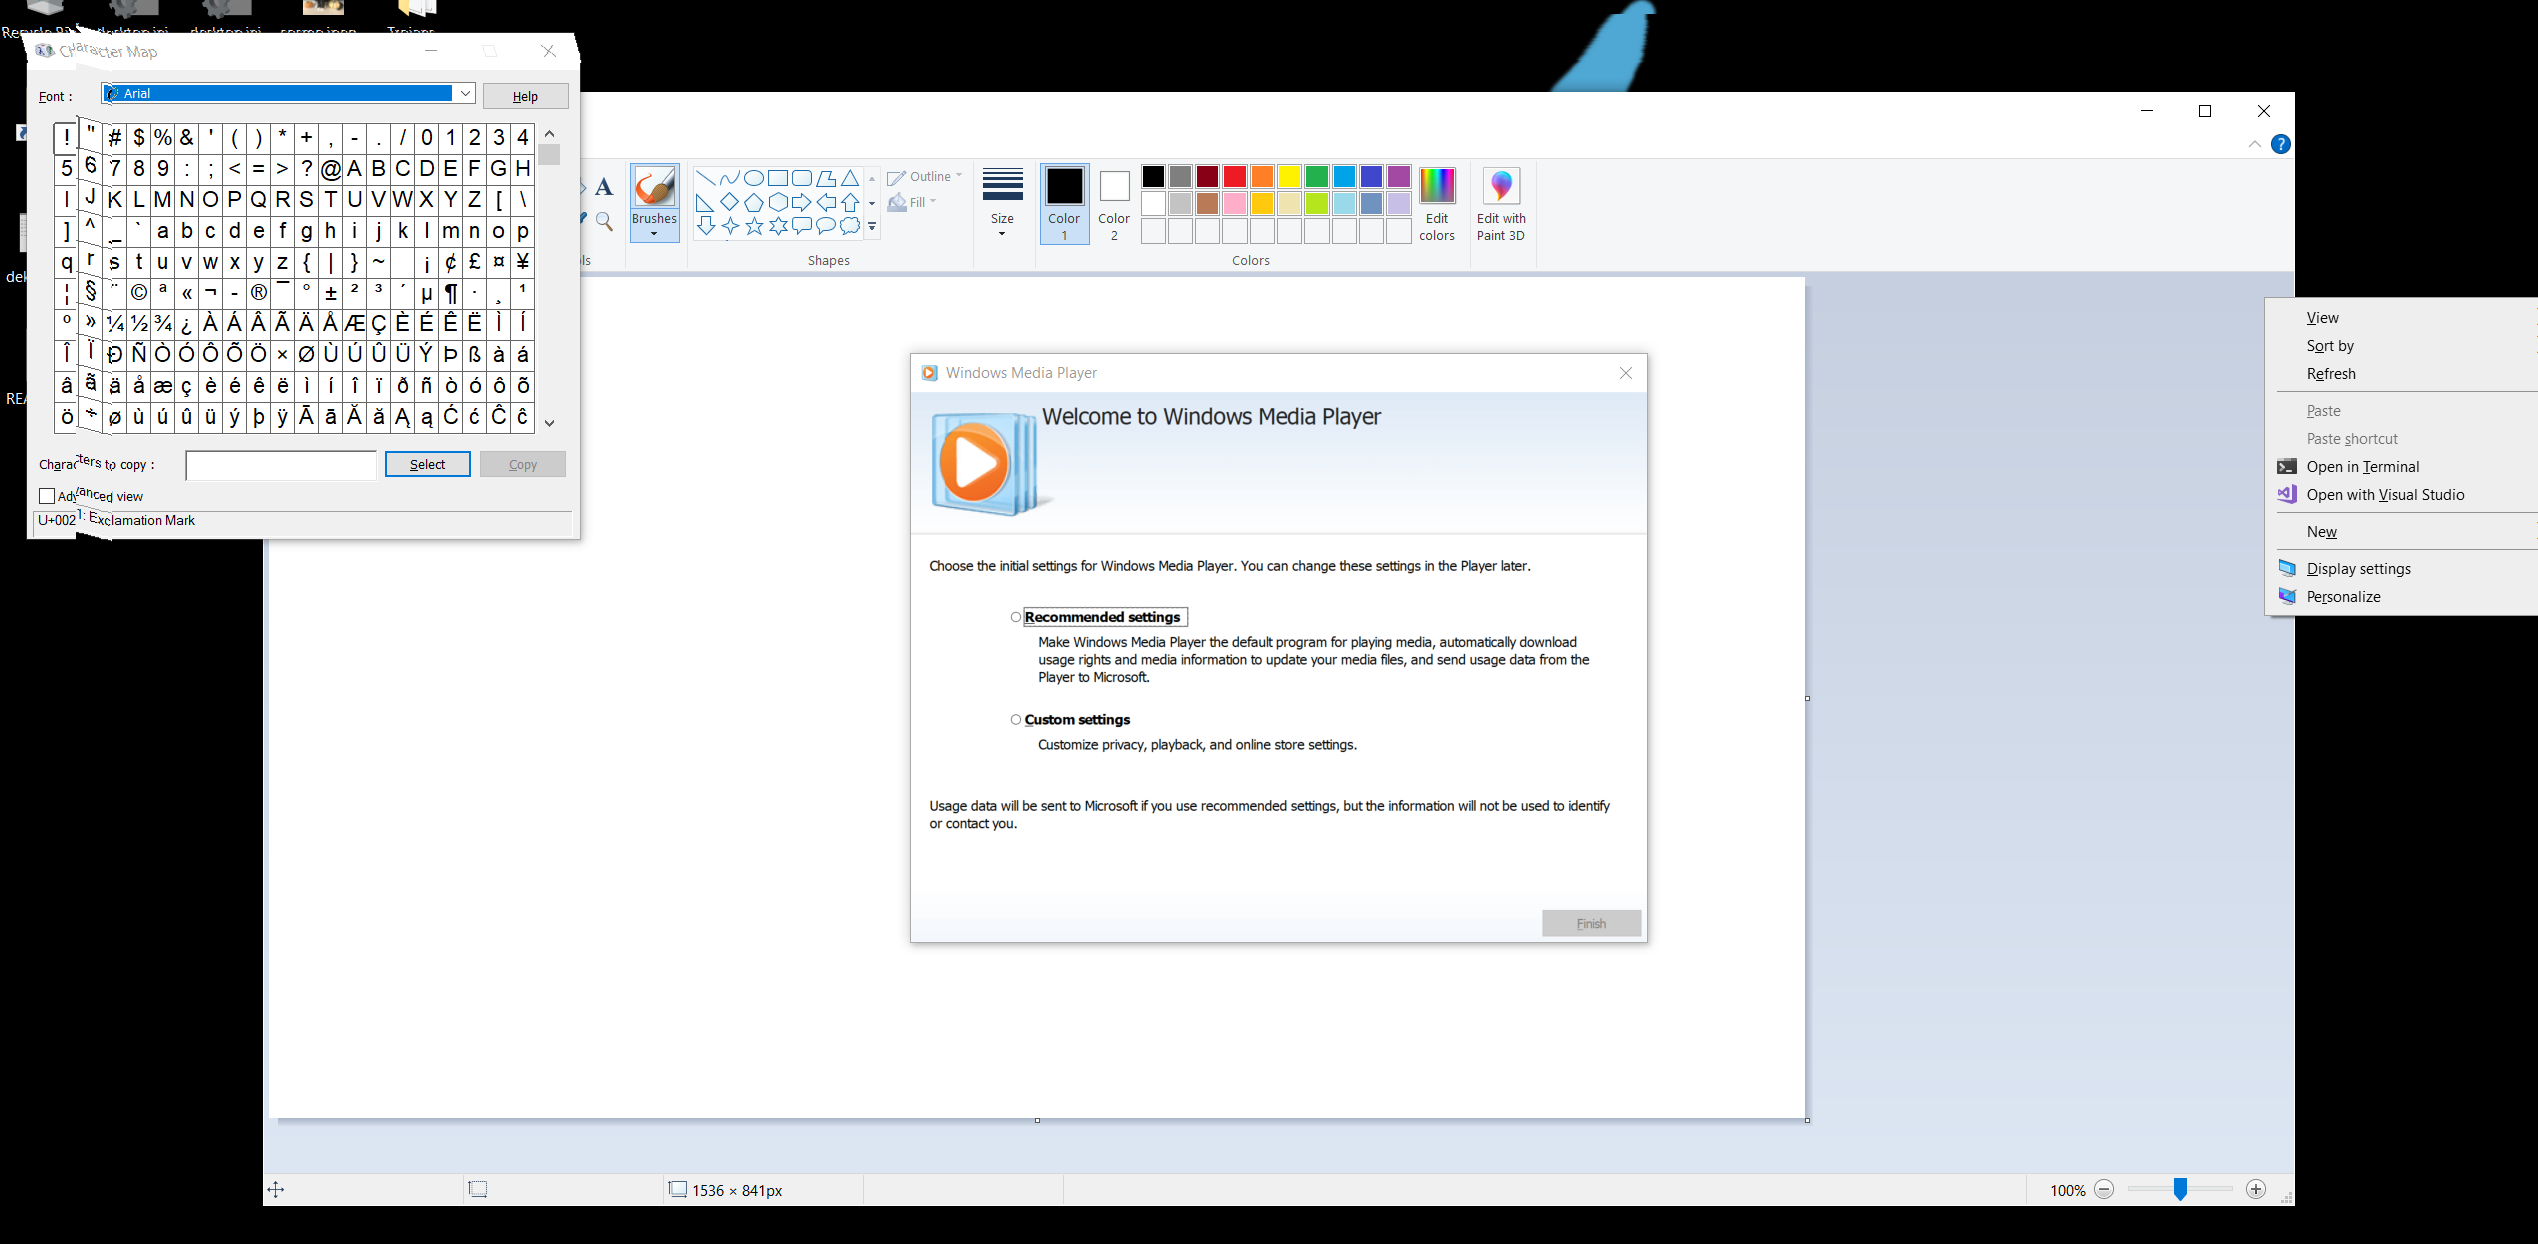 Character Map
Font :
Arial
Help
! " # $ % & ' ( ) * + , - . / 0 1 2 3 4
5 6 7 8 9 : ; < = > ? @ A B C D E F G H
I J K L M N O P Q R S T U V W X Y Z [ \
] ^ _ ` a b c d e f g h i j k l m n o p
q r s t u v w x y z { | } ~ ¡ ¢ £ ¤ ¥
¦ § ¨ © ª « ¬ - ® ¯ ° ± ² ³ ´ µ ¶ · ¸ ¹
º » ¼ ½ ¾ ¿ À Á Â Ã Ä Å Æ Ç È É Ê Ë Ì Í
Î Ï Ð Ñ Ò Ó Ô Õ Ö × Ø Ù Ú Û Ü Ý Þ ß à á
â ã ä å æ ç è é ê ë ì í î ï ð ñ ò ó ô õ
ö ÷ ø ù ú û ü ý þ ÿ Ā ā Ă ă Ą ą Ć ć Ĉ ĉ
Characters to copy :
Select
Copy
Advanced view
U+0021: Exclamation Mark
A
Brushes
Outline
Fill
Shapes
Size
Color
1
Color
2
Edit
colors
Edit with
Paint 3D
Colors
?
Windows Media Player
Welcome to Windows Media Player
Choose the initial settings for Windows Media Player. You can change these settings in the Player later.
Recommended settings
Make Windows Media Player the default program for playing media, automatically download
usage rights and media information to update your media files, and send usage data from the
Player to Microsoft.
Custom settings
Customize privacy, playback, and online store settings.
Usage data will be sent to Microsoft if you use recommended settings, but the information will not be used to identify
or contact you.
Finish
View
Sort by
Refresh
Paste
Paste shortcut
Open in Terminal
Open with Visual Studio
New
Display settings
Personalize
1536 × 841px
100%